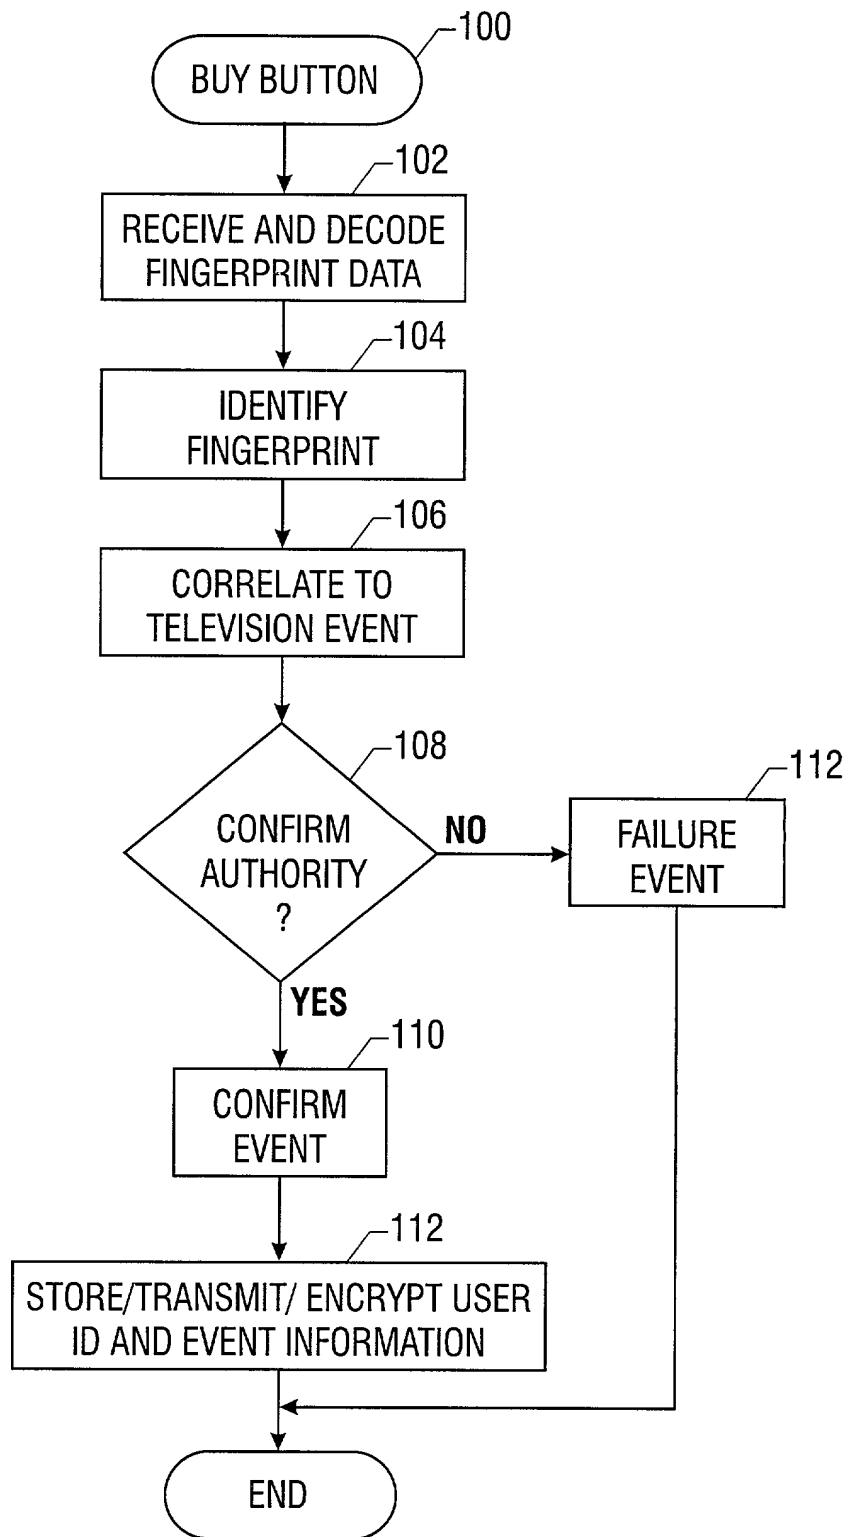 100
BUY BUTTON
102
RECEIVE AND DECODE
FINGERPRINT DATA
104
IDENTIFY
FINGERPRINT
106
CORRELATE TO
TELEVISION EVENT
108
CONFIRM
AUTHORITY
?
NO
112
FAILURE
EVENT
YES
110
CONFIRM
EVENT
112
STORE/TRANSMIT/ ENCRYPT USER
ID AND EVENT INFORMATION
END